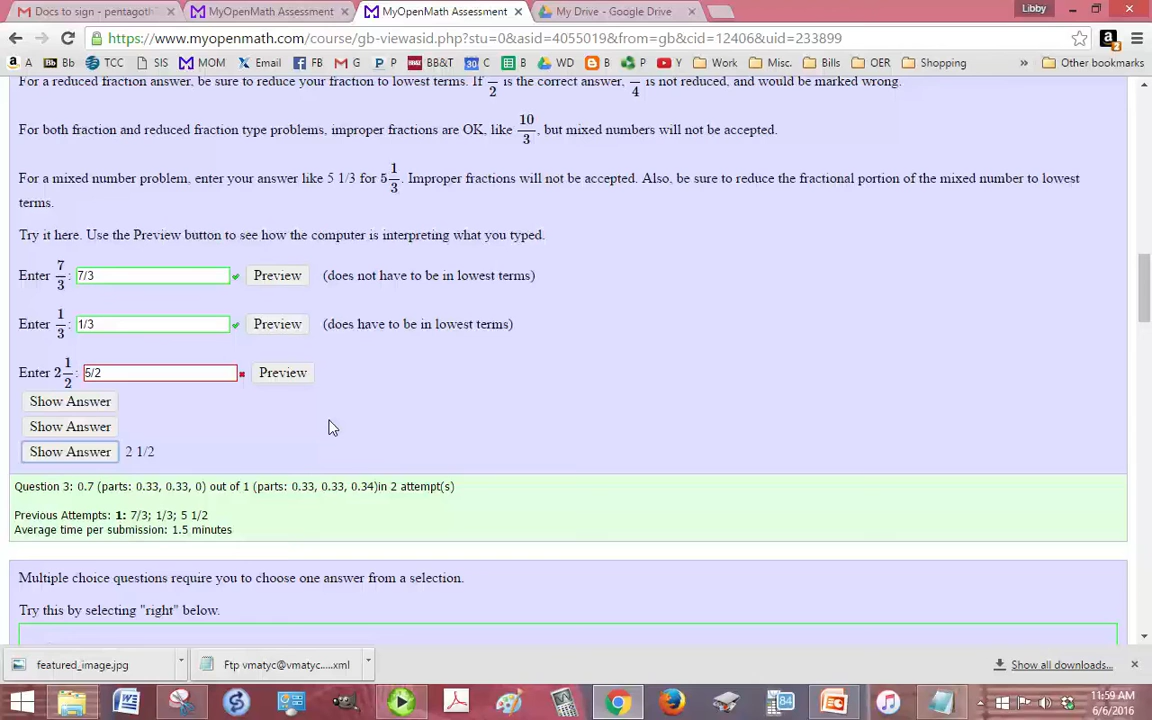 Docs to sign - pentagoth
MyOpenMath Assessment
MyOpenMath Assessment
My Drive - Google Drive
Libby
https://www.myopenmath.com/course/gb-viewasid.php?stu=0&asid=4055019&from=gb&cid=12406&uid=233899
A Bb TCC SIS MOM Email FB G P BB&T C B WD B P Y Work Misc. Bills OER Shopping » Other bookmarks
For a reduced fraction answer, be sure to reduce your fraction to lowest terms. If /2 is the correct answer, /4 is not reduced, and would be marked wrong.
For both fraction and reduced fraction type problems, improper fractions are OK, like 10/3, but mixed numbers will not be accepted.
For a mixed number problem, enter your answer like 5 1/3 for 5 1/3. Improper fractions will not be accepted. Also, be sure to reduce the fractional portion of the mixed number to lowest
terms.
Try it here. Use the Preview button to see how the computer is interpreting what you typed.
Enter 7/3: 7/3 Preview (does not have to be in lowest terms)
Enter 1/3: 1/3 Preview (does have to be in lowest terms)
Enter 2 1/2: 5/2 Preview
Show Answer
Show Answer
Show Answer 2 1/2
Question 3: 0.7 (parts: 0.33, 0.33, 0) out of 1 (parts: 0.33, 0.33, 0.34)in 2 attempt(s)
Previous Attempts: 1: 7/3; 1/3; 5 1/2
Average time per submission: 1.5 minutes
Multiple choice questions require you to choose one answer from a selection.
Try this by selecting "right" below.
featured_image.jpg
Ftp vmatyc@vmatyc.....xml
Show all downloads...
11:59 AM
6/6/2016